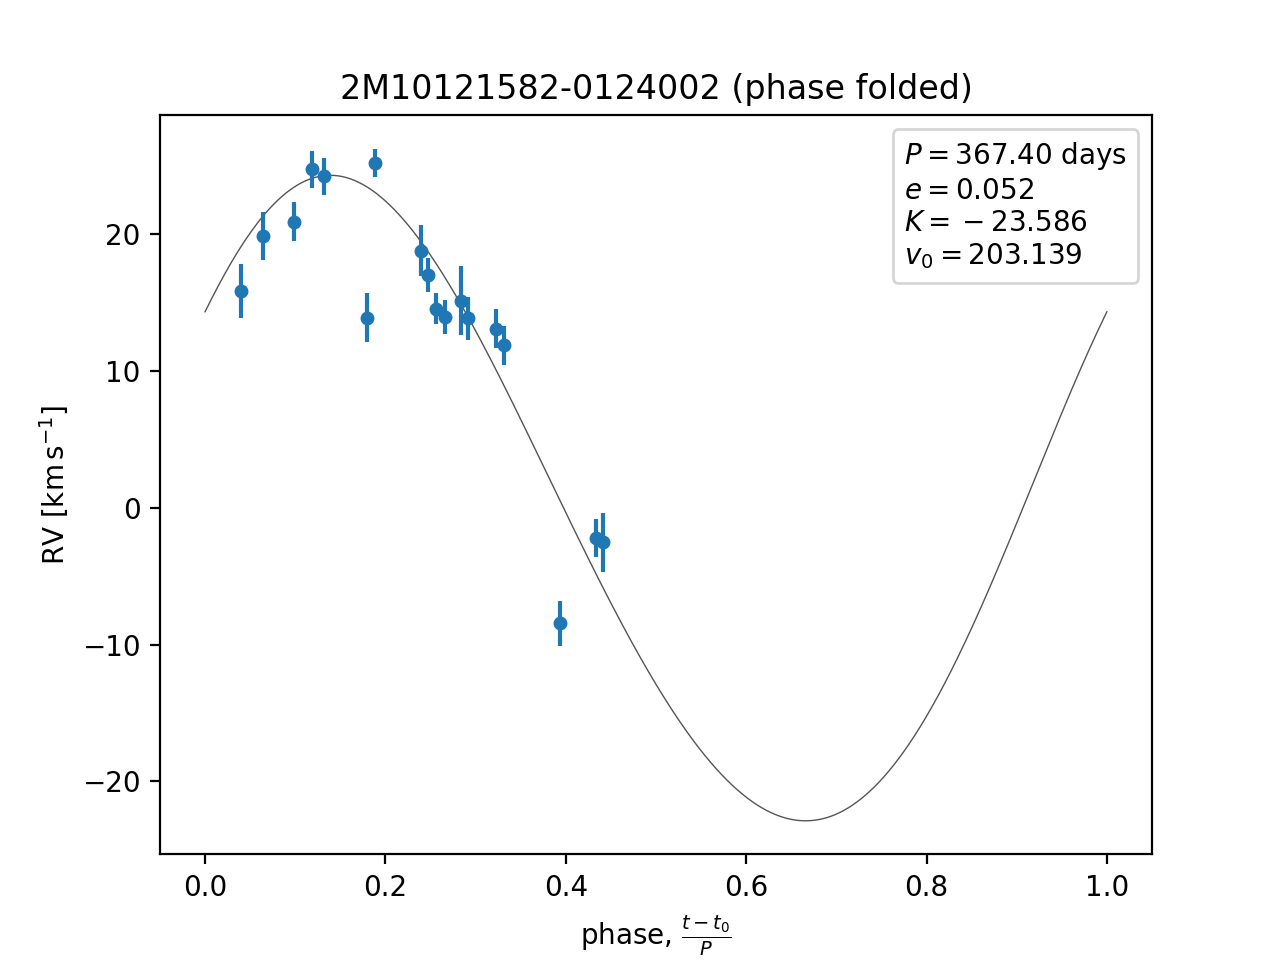 2M10121582-0124002 (phase folded)
P = 367.40 days
e = 0.052
K = −23.586
v₀ = 203.139
20
10
0
−10
−20
RV [km s⁻¹]
0.0 0.2 0.4 0.6 0.8 1.0
phase, (t − t₀)/P